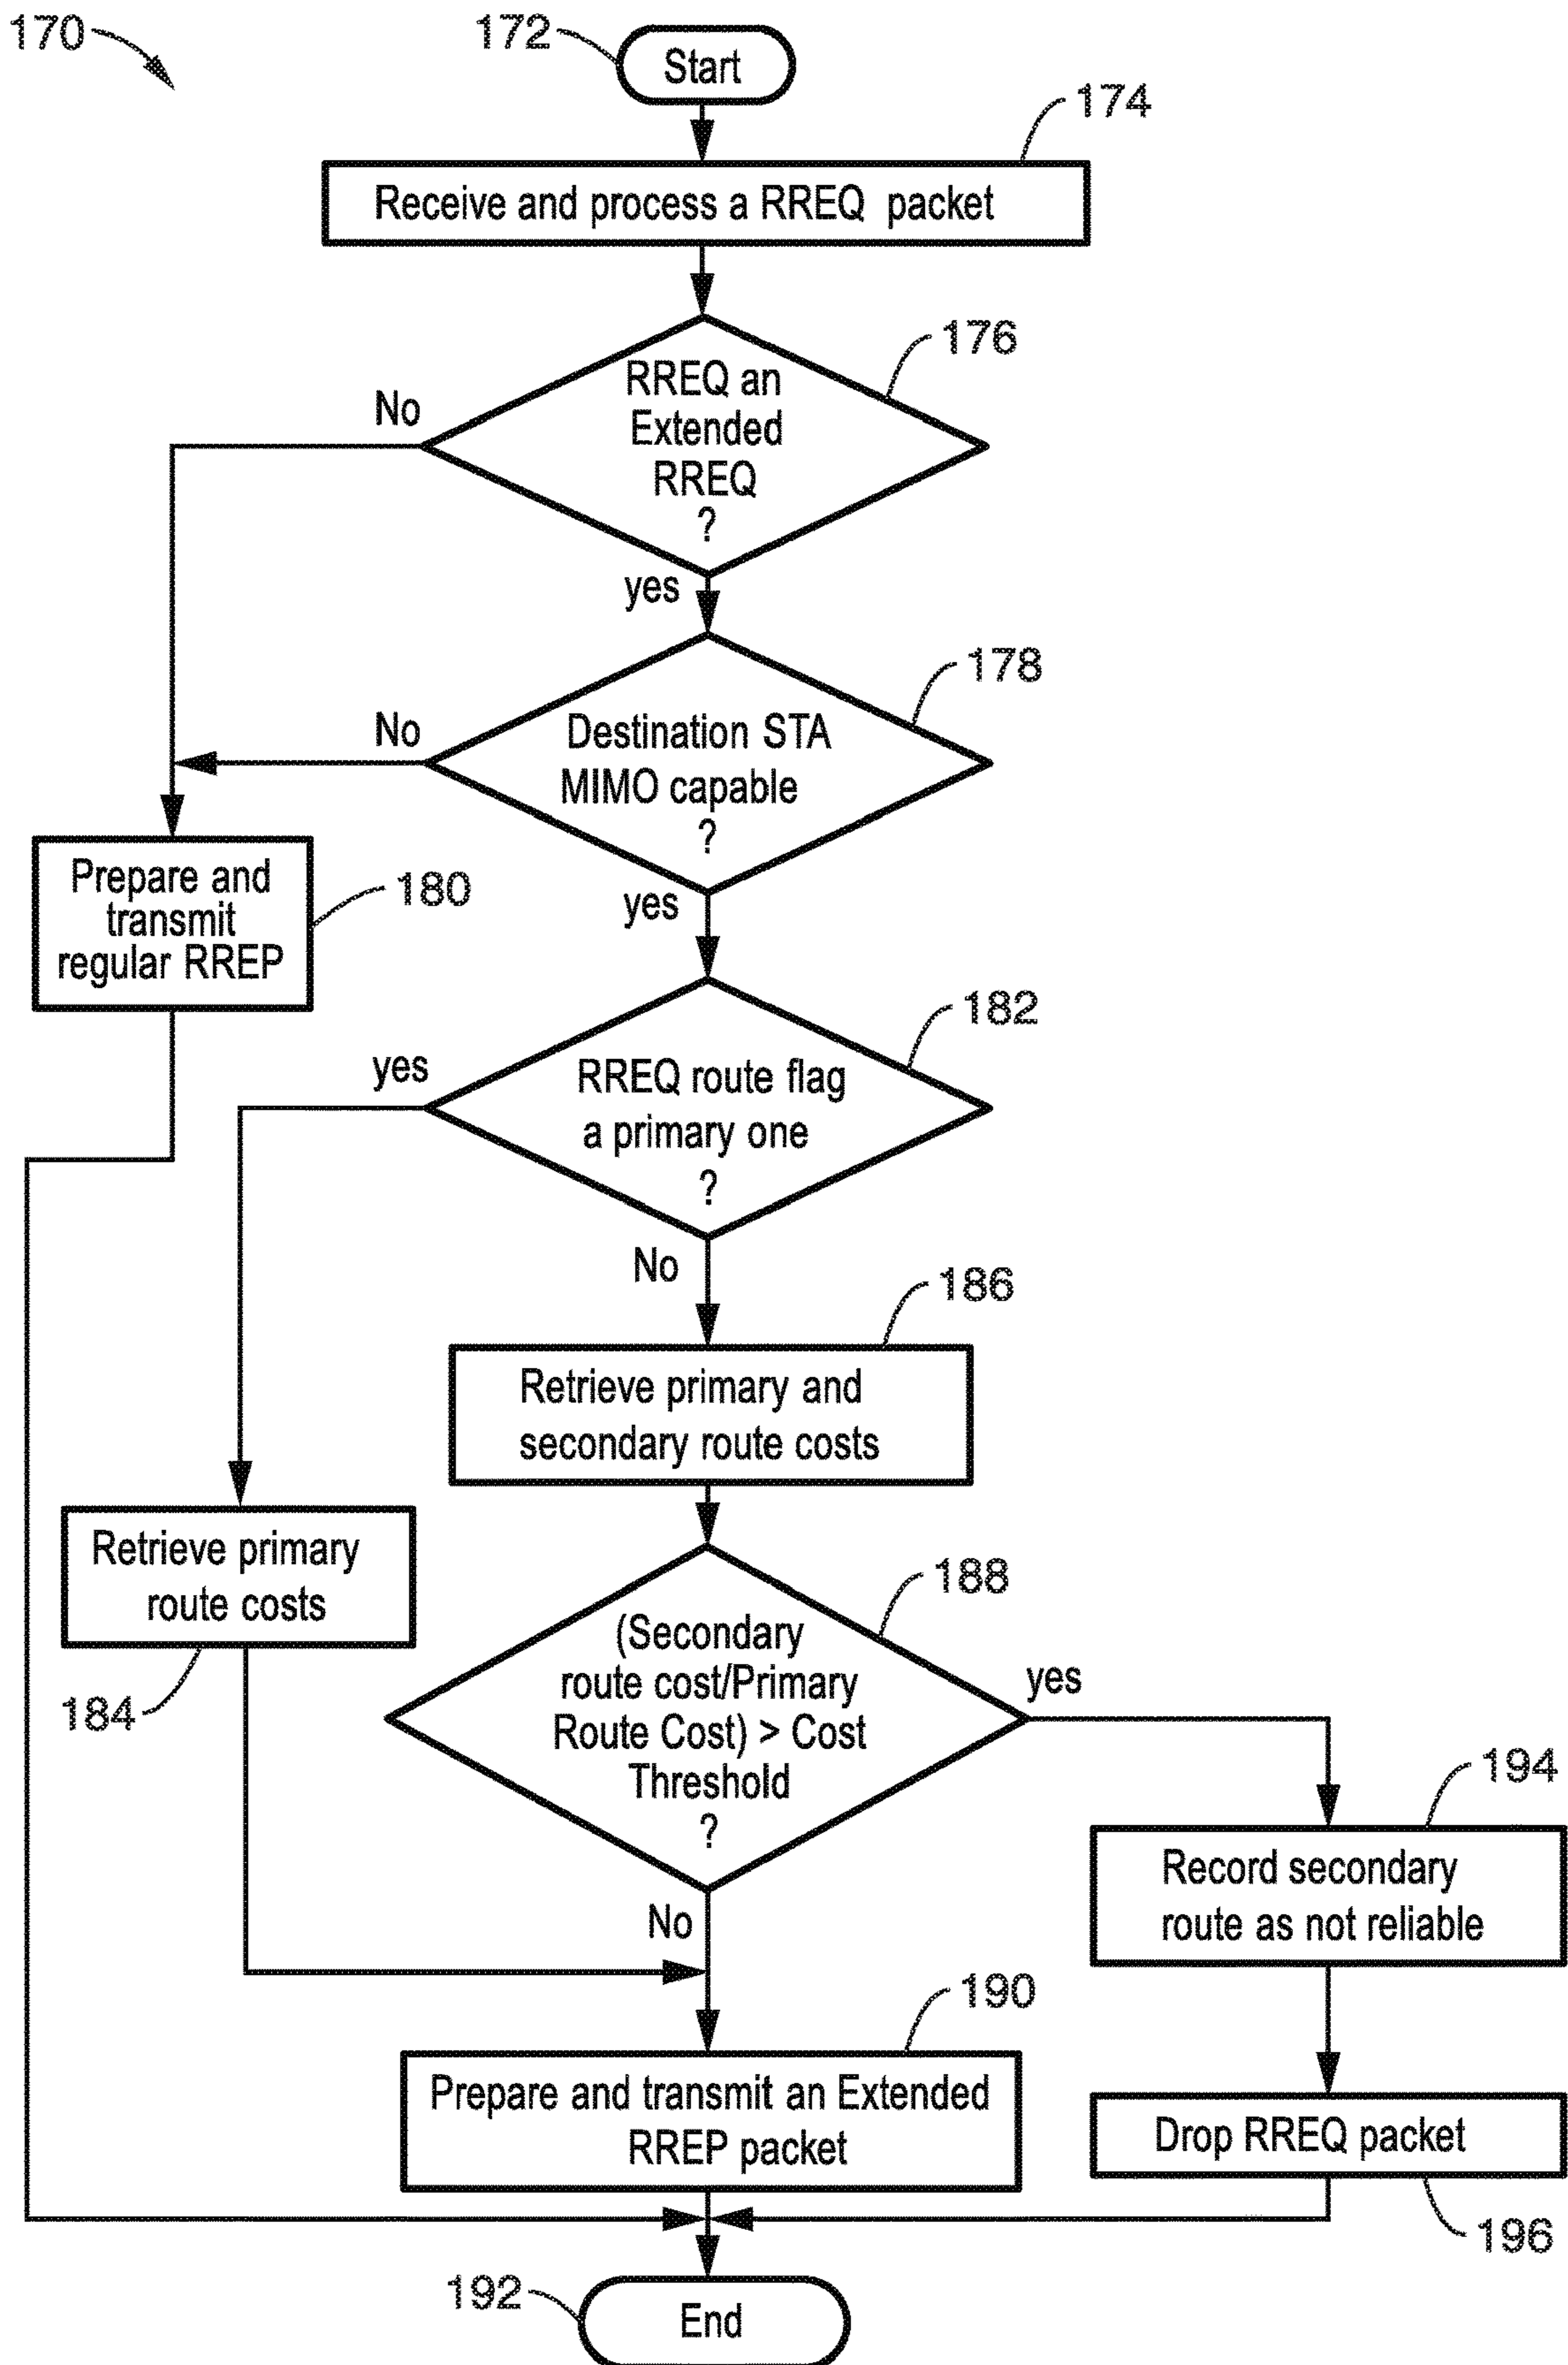 170
172
Start
174
Receive and process a RREQ packet
176
RREQ an
Extended
RREQ
?
No
yes
178
Destination STA
MIMO capable
?
No
yes
Prepare and
transmit
regular RREP
180
182
RREQ route flag
a primary one
?
yes
No
186
Retrieve primary and
secondary route costs
Retrieve primary
route costs
184
188
(Secondary
route cost/Primary
Route Cost) > Cost
Threshold
?
yes
No
194
Record secondary
route as not reliable
190
Prepare and transmit an Extended
RREP packet
Drop RREQ packet
196
192
End